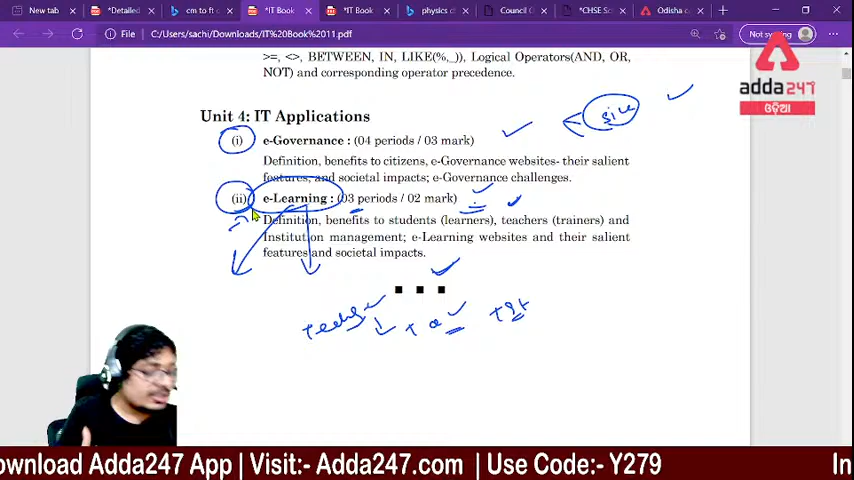 New tab
*Detailed
cm to ft c
*IT Book
*IT Book
physics c
Council C
*CHSE Sc
Odisha c
File | C:/Users/sachi/Downloads/IT%20Book%2011.pdf
Not syncing
>=, <>, BETWEEN, IN, LIKE(%,_)), Logical Operators(AND, OR,
NOT) and corresponding operator precedence.
adda247
ଓଡ଼ିଆ
Unit 4: IT Applications
(i) e-Governance : (04 periods / 03 mark)
Definition, benefits to citizens, e-Governance websites- their salient
features, and societal impacts; e-Governance challenges.
(ii) e-Learning : (03 periods / 02 mark)
Definition, benefits to students (learners), teachers (trainers) and
Institution management; e-Learning websites and their salient
features and societal impacts.
ownload Adda247 App | Visit:- Adda247.com | Use Code:- Y279
In